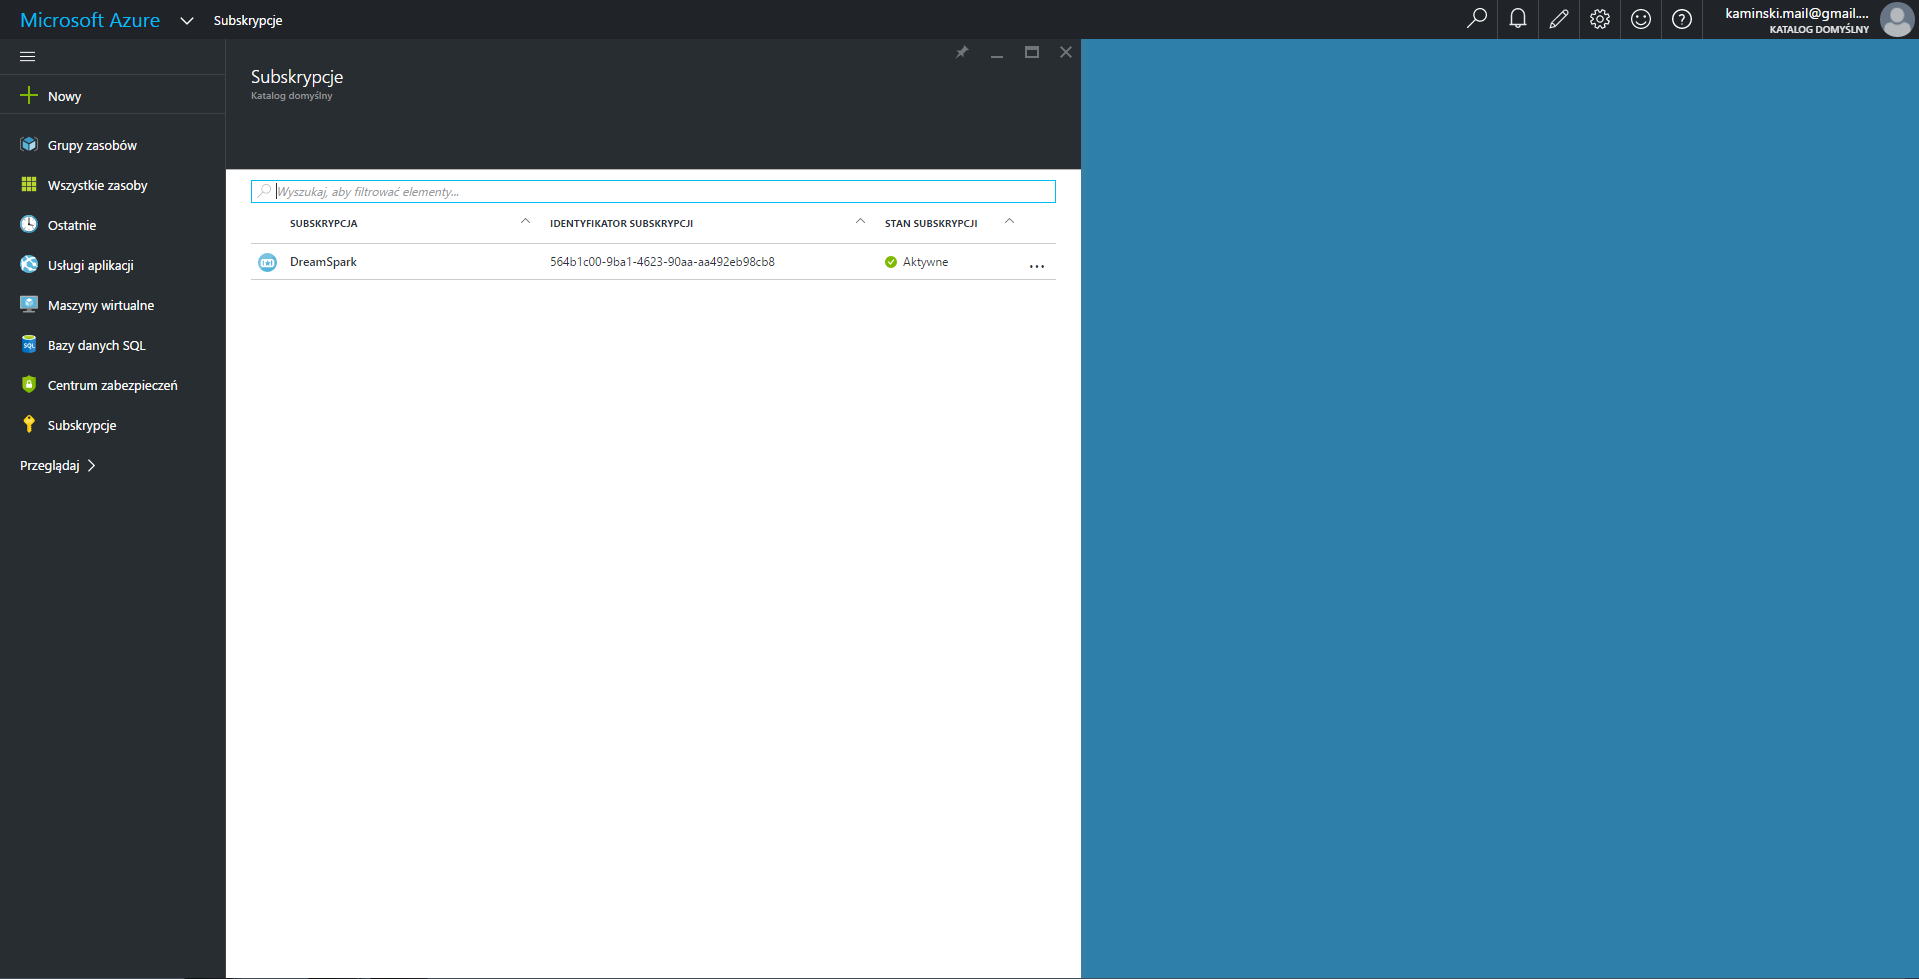 Microsoft Azure
Subskrypcje
kaminski.mail@gmail....
KATALOG DOMYŚLNY
Nowy
Grupy zasobów
Wszystkie zasoby
Ostatnie
Usługi aplikacji
Maszyny wirtualne
Bazy danych SQL
Centrum zabezpieczeń
Subskrypcje
Przeglądaj
Subskrypcje
Katalog domyślny
Wyszukaj, aby filtrować elementy...
SUBSKRYPCJA IDENTYFIKATOR SUBSKRYPCJI STAN SUBSKRYPCJI
DreamSpark 564b1c00-9ba1-4623-90aa-aa492eb98cb8 Aktywne ...